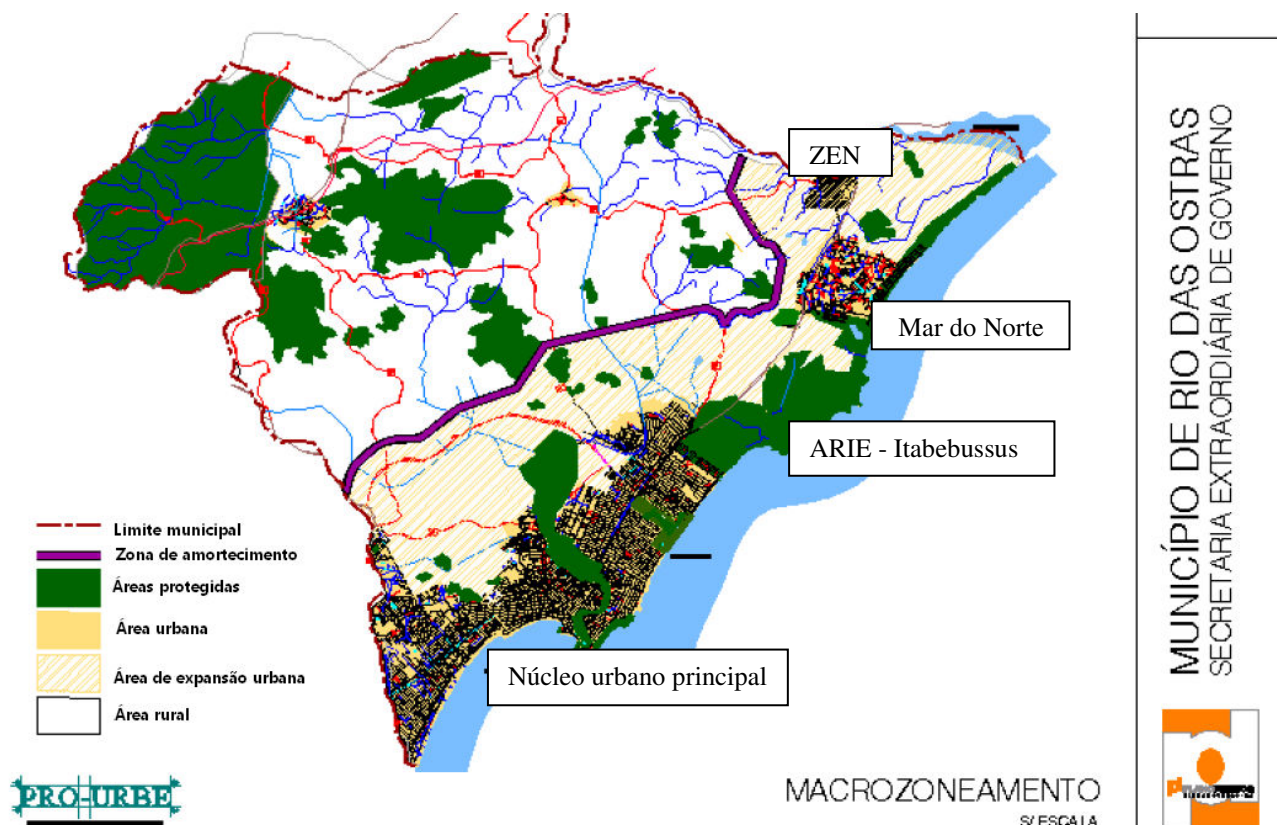 ZEN
Mar do Norte
ARIE - Itabebussus
Núcleo urbano principal
Limite municipal
Zona de amortecimento
Áreas protegidas
Área urbana
Área de expansão urbana
Área rural
PRO-URBE
MACROZONEAMENTO
S/ ESCALA
MUNICÍPIO DE RIO DAS OSTRAS
SECRETARIA EXTRAORDIÁRIA DE GOVERNO